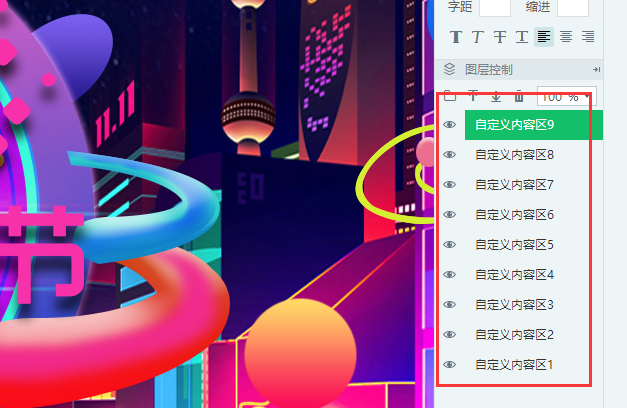 字距 缩进
T T T T
图层控制
T 100 %
自定义内容区9
自定义内容区8
自定义内容区7
自定义内容区6
自定义内容区5
自定义内容区4
自定义内容区3
自定义内容区2
自定义内容区1
11.11
节